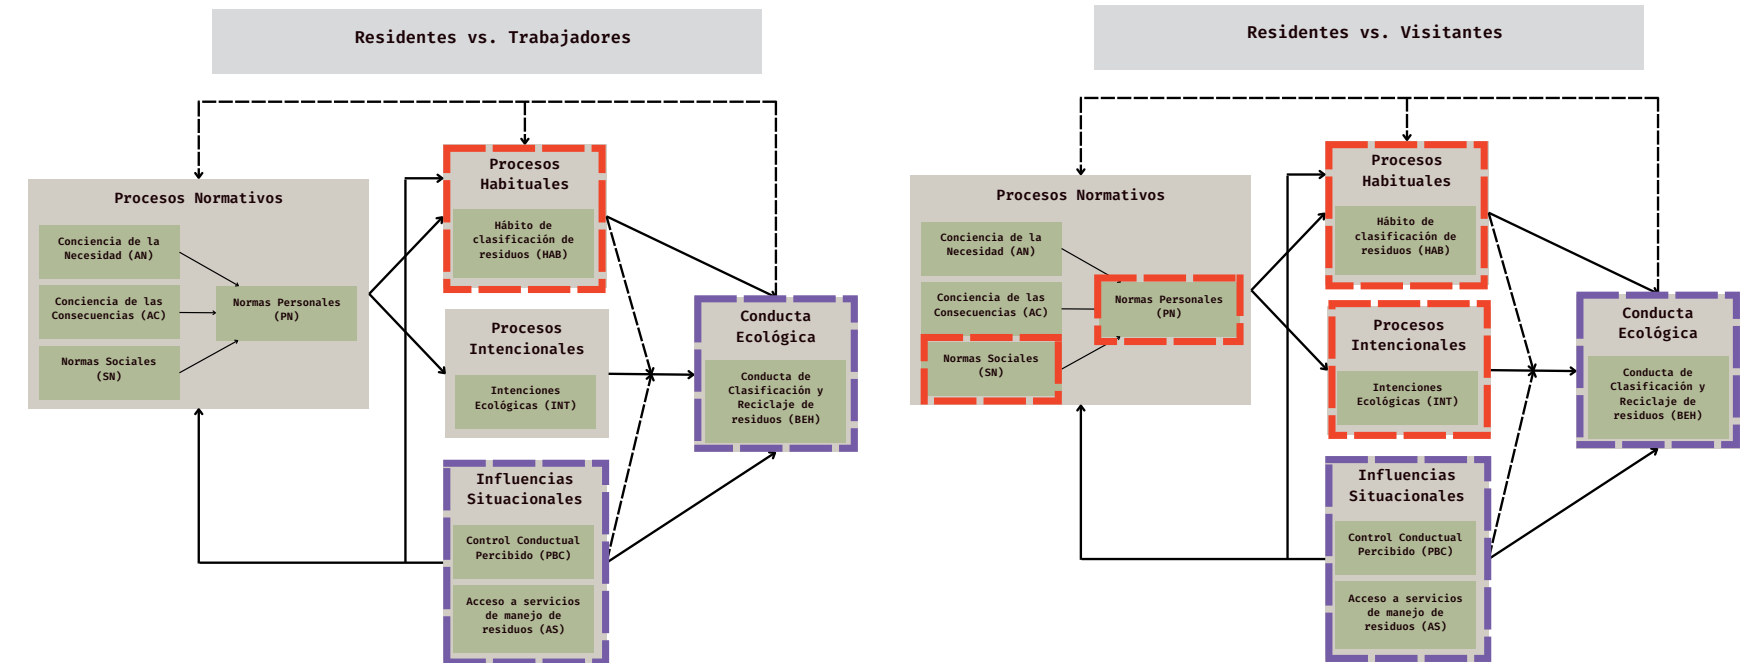 Residentes vs. Trabajadores
Procesos Normativos
Conciencia de la
Necesidad (AN)
Conciencia de las
Consecuencias (AC)
Normas Sociales
(SN)
Normas Personales
(PN)
Procesos
Habituales
Hábito de
clasificación de
residuos (HAB)
Procesos
Intencionales
Intenciones
Ecológicas (INT)
Influencias
Situacionales
Control Conductual
Percibido (PBC)
Acceso a servicios
de manejo de
residuos (AS)
Conducta
Ecológica
Conducta de
Clasificación y
Reciclaje de
residuos (BEH)
Residentes vs. Visitantes
Procesos Normativos
Conciencia de la
Necesidad (AN)
Conciencia de las
Consecuencias (AC)
Normas Sociales
(SN)
Normas Personales
(PN)
Procesos
Habituales
Hábito de
clasificación de
residuos (HAB)
Procesos
Intencionales
Intenciones
Ecológicas (INT)
Influencias
Situacionales
Control Conductual
Percibido (PBC)
Acceso a servicios
de manejo de
residuos (AS)
Conducta
Ecológica
Conducta de
Clasificación y
Reciclaje de
residuos (BEH)